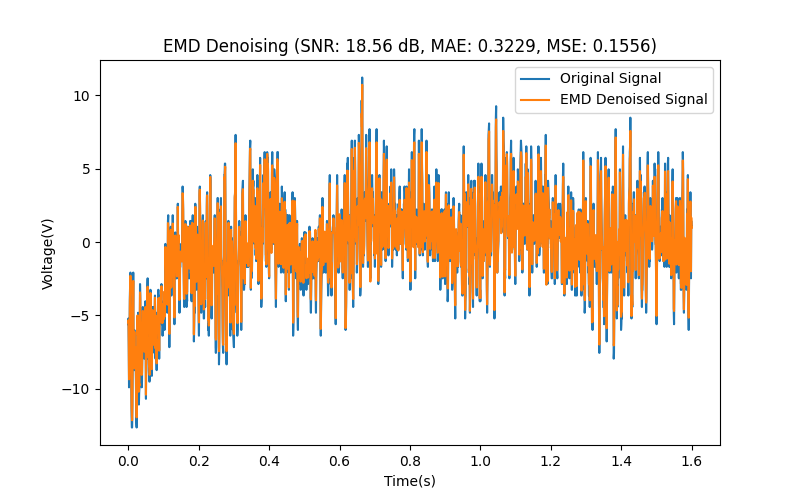 EMD Denoising (SNR: 18.56 dB, MAE: 0.3229, MSE: 0.1556)
Original Signal
EMD Denoised Signal
Voltage(V)
10
5
0
−5
−10
0.0 0.2 0.4 0.6 0.8 1.0 1.2 1.4 1.6
Time(s)